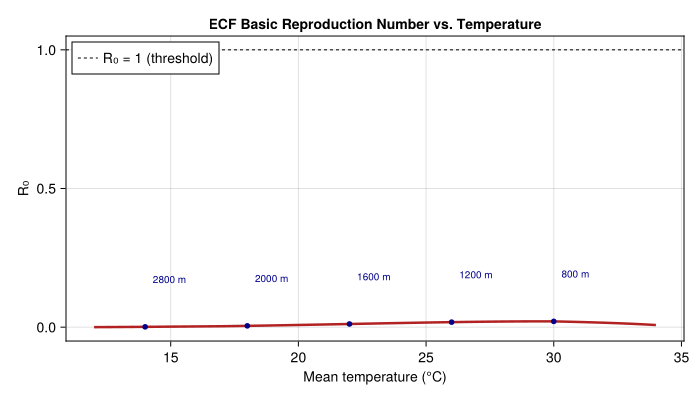 ECF Basic Reproduction Number vs. Temperature
R₀ = 1 (threshold)
1.0
0.5
0.0
R₀
2800 m
2000 m
1600 m
1200 m
800 m
15
20
25
30
35
Mean temperature (°C)